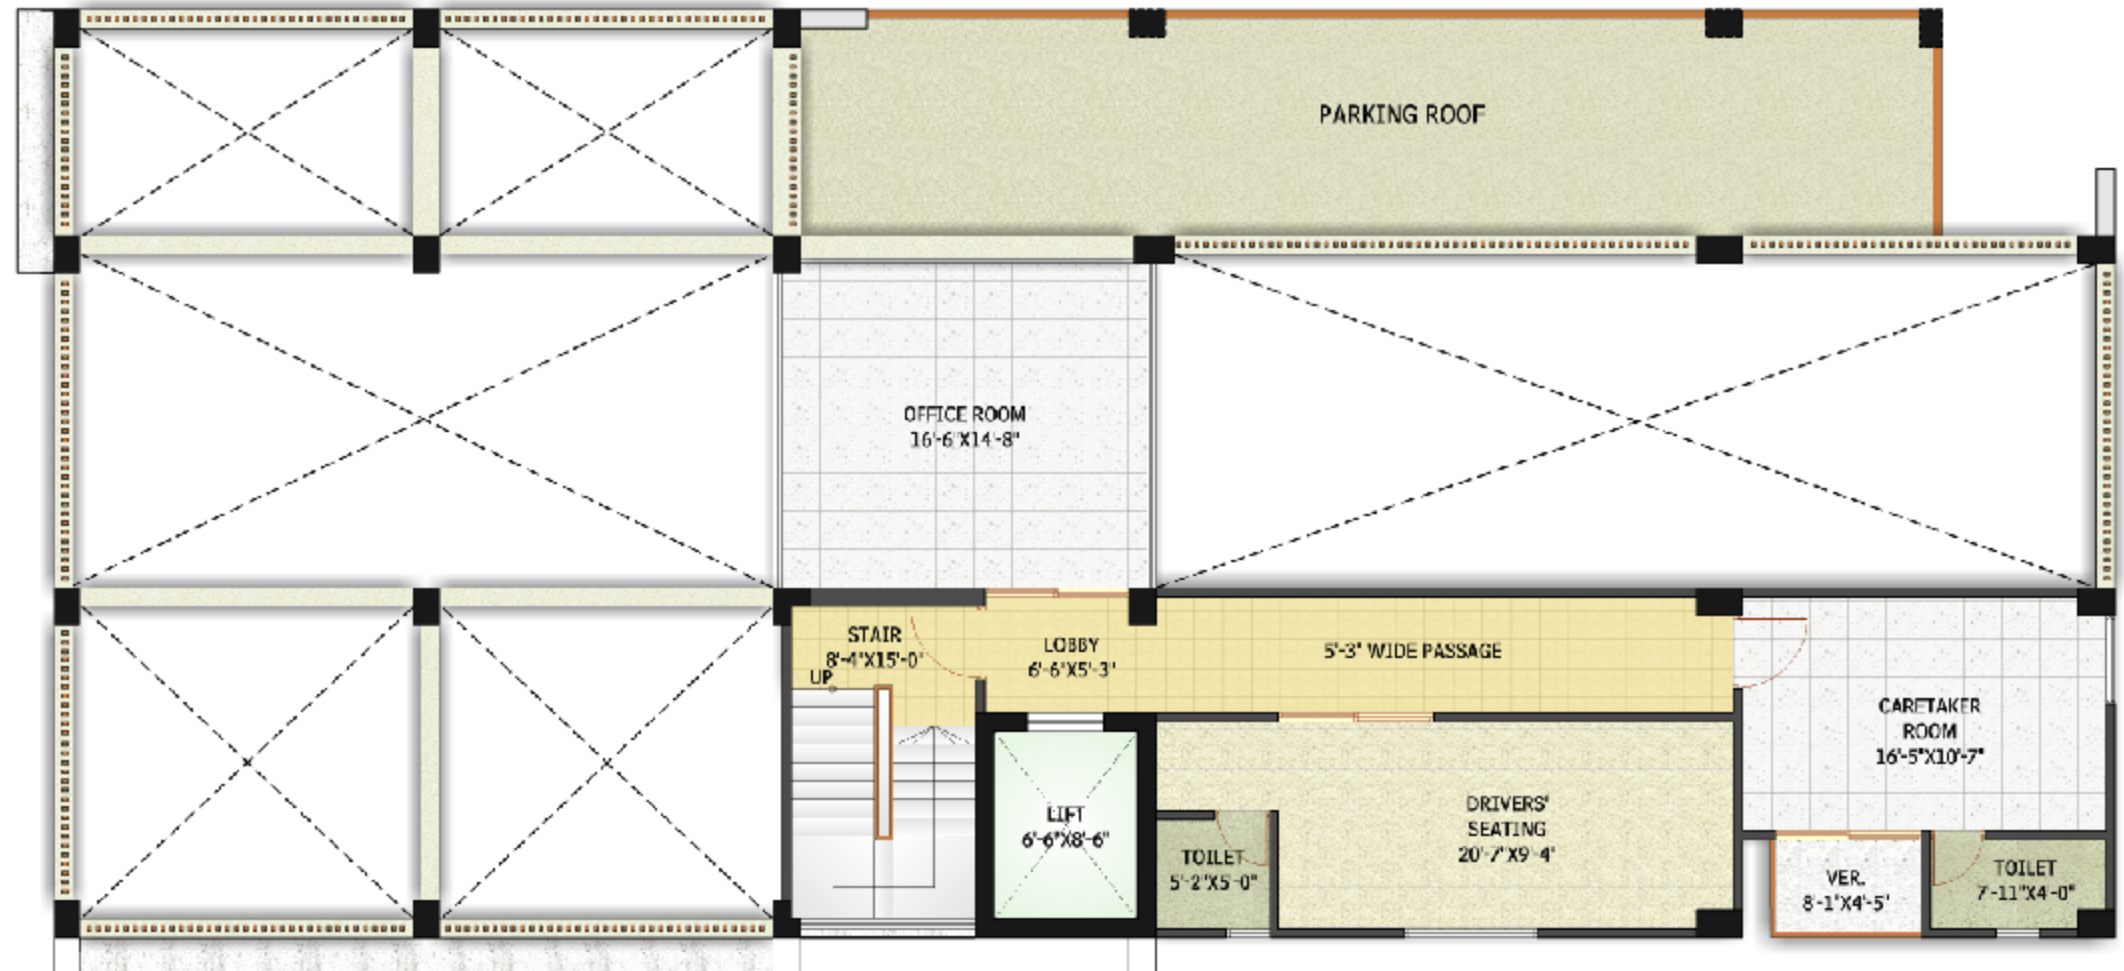 PARKING ROOF
OFFICE ROOM
16'-6"X14'-8"
STAIR
8'-4"X15'-0"
UP
LOBBY
6'-6"X5'-3"
5'-3" WIDE PASSAGE
CARETAKER
ROOM
16'-5"X10'-7"
LIFT
6'-6"X8'-6"
DRIVERS'
SEATING
20'-7"X9'-4"
TOILET
5'-2"X5'-0"
VER.
8'-1"X4'-5"
TOILET
7'-11"X4'-0"